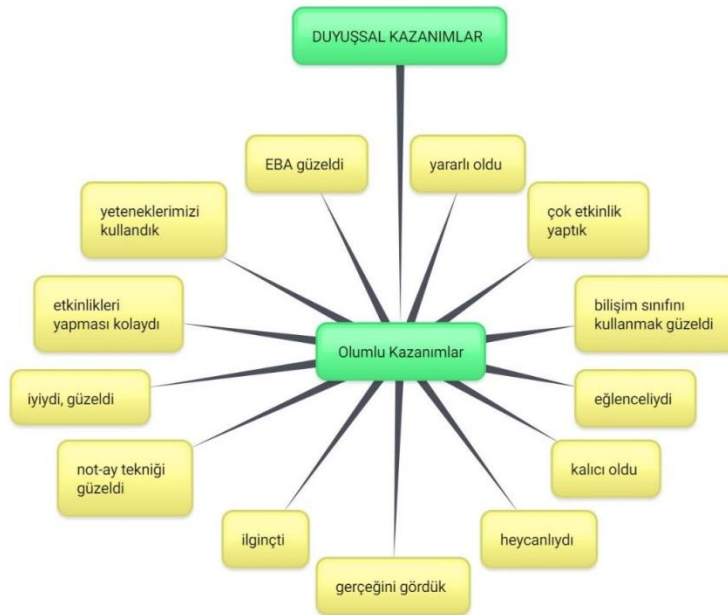 DUYUŞSAL KAZANIMLAR
EBA güzeldi
yararlı oldu
yeteneklerimizi
kullandık
çok etkinlik
yaptık
etkinlikleri
yapması kolaydı
bilişim sınıfını
kullanmak güzeldi
Olumlu Kazanımlar
iyiydi, güzeldi
eğlenceliydi
not-ay tekniği
güzeldi
kalıcı oldu
ilginçti
heycanlıydı
gerçeğini gördük